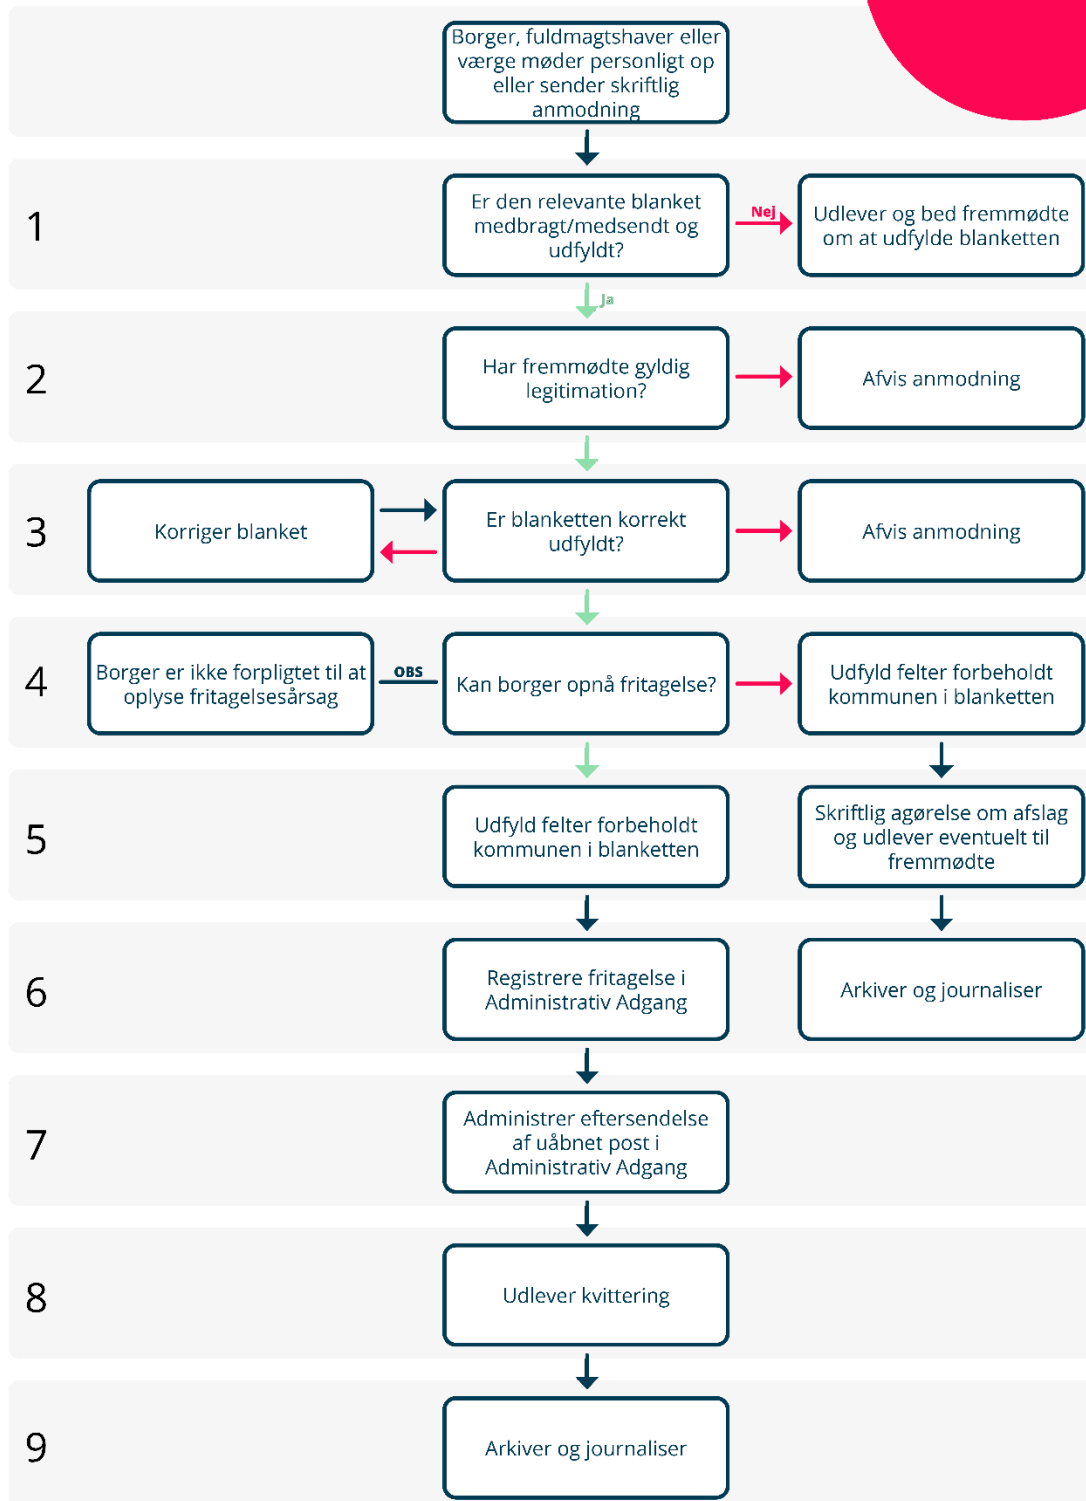 Borger, fuldmagtshaver eller
værge møder personligt op
eller sender skriftlig
anmodning
1
Er den relevante blanket
medbragt/medsendt og
udfyldt?
Nej
Udlever og bed fremmødte
om at udfylde blanketten
Ja
2
Har fremmødte gyldig
legitimation?
Afvis anmodning
3
Korriger blanket
Er blanketten korrekt
udfyldt?
Afvis anmodning
4
Borger er ikke forpligtet til at
oplyse fritagelsesårsag
OBS
Kan borger opnå fritagelse?
Udfyld felter forbeholdt
kommunen i blanketten
5
Udfyld felter forbeholdt
kommunen i blanketten
Skriftlig agørelse om afslag
og udlever eventuelt til
fremmødte
6
Registrere fritagelse i
Administrativ Adgang
Arkiver og journaliser
7
Administrer eftersendelse
af uåbnet post i
Administrativ Adgang
8
Udlever kvittering
9
Arkiver og journaliser